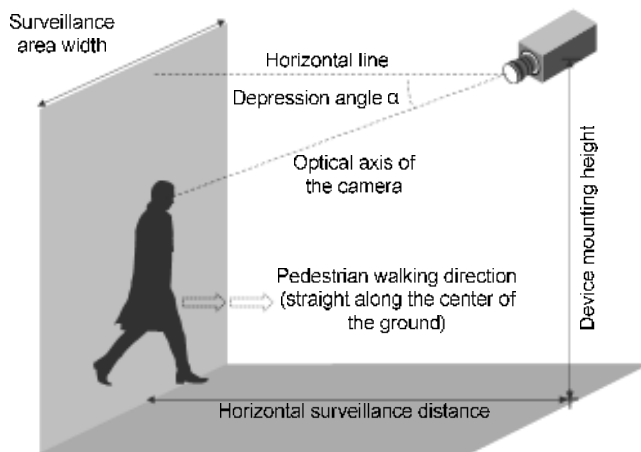 Surveillance
area width
Horizontal line
Depression angle α
Optical axis of
the camera
Device mounting height
Pedestrian walking direction
(straight along the center of
the ground)
Horizontal surveillance distance